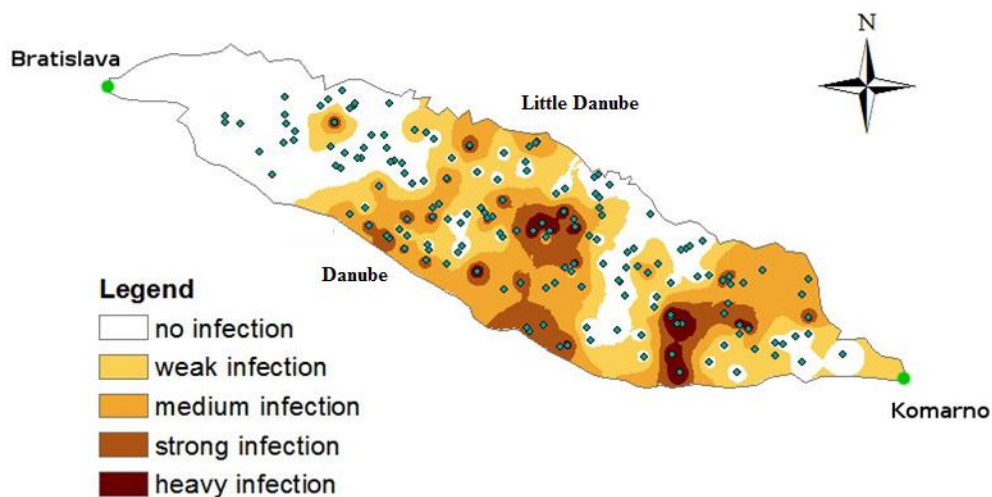 N
Bratislava
Little Danube
Danube
Legend
no infection
weak infection
medium infection
strong infection
heavy infection
Komarno